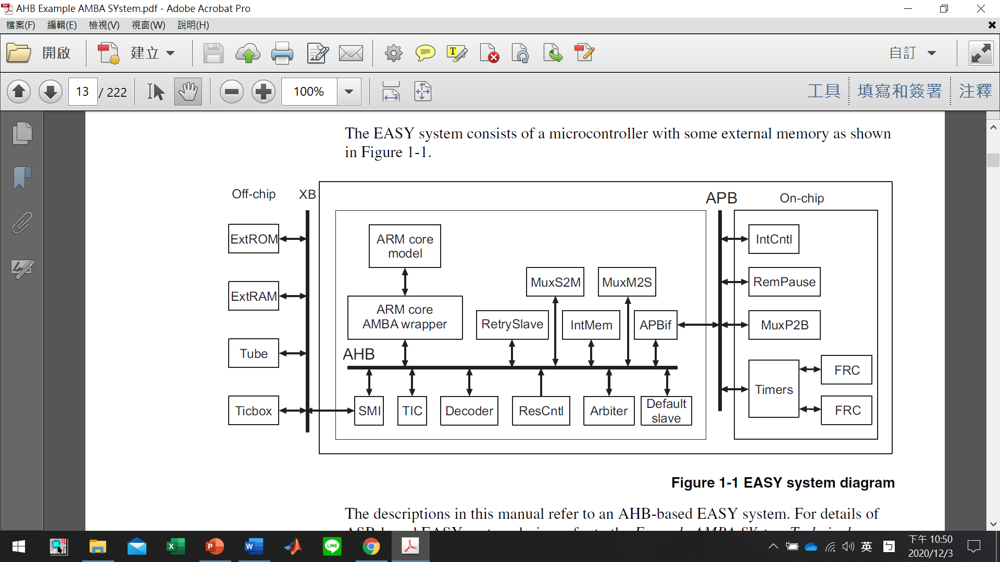 AHB Example AMBA SYstem.pdf - Adobe Acrobat Pro
檔案(F) 編輯(E) 檢視(V) 視窗(W) 說明(H)
開啟 建立 自訂
13 / 222 100% 工具 填寫和簽署 注釋
The EASY system consists of a microcontroller with some external memory as shown
in Figure 1-1.
Off-chip XB APB On-chip
ExtROM
ExtRAM
Tube
Ticbox
ARM core
model
ARM core
AMBA wrapper
MuxS2M MuxM2S
RetrySlave IntMem APBif
AHB
SMI TIC Decoder ResCntl Arbiter Default
slave
IntCntl
RemPause
MuxP2B
Timers
FRC
FRC
Figure 1-1 EASY system diagram
The descriptions in this manual refer to an AHB-based EASY system. For details of
下午 10:50
英 ㄅ
2020/12/3